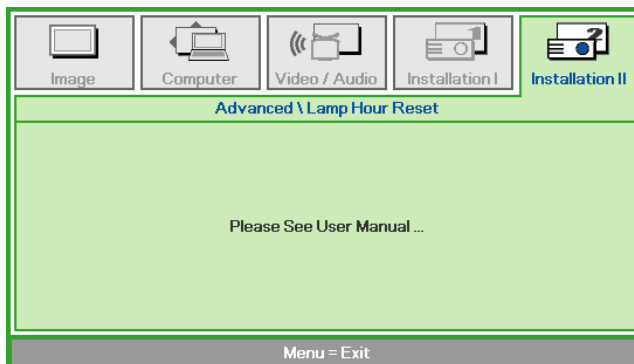 Image
Computer
Video / Audio
Installation I
Installation II
Advanced \ Lamp Hour Reset
Please See User Manual ...
Menu = Exit